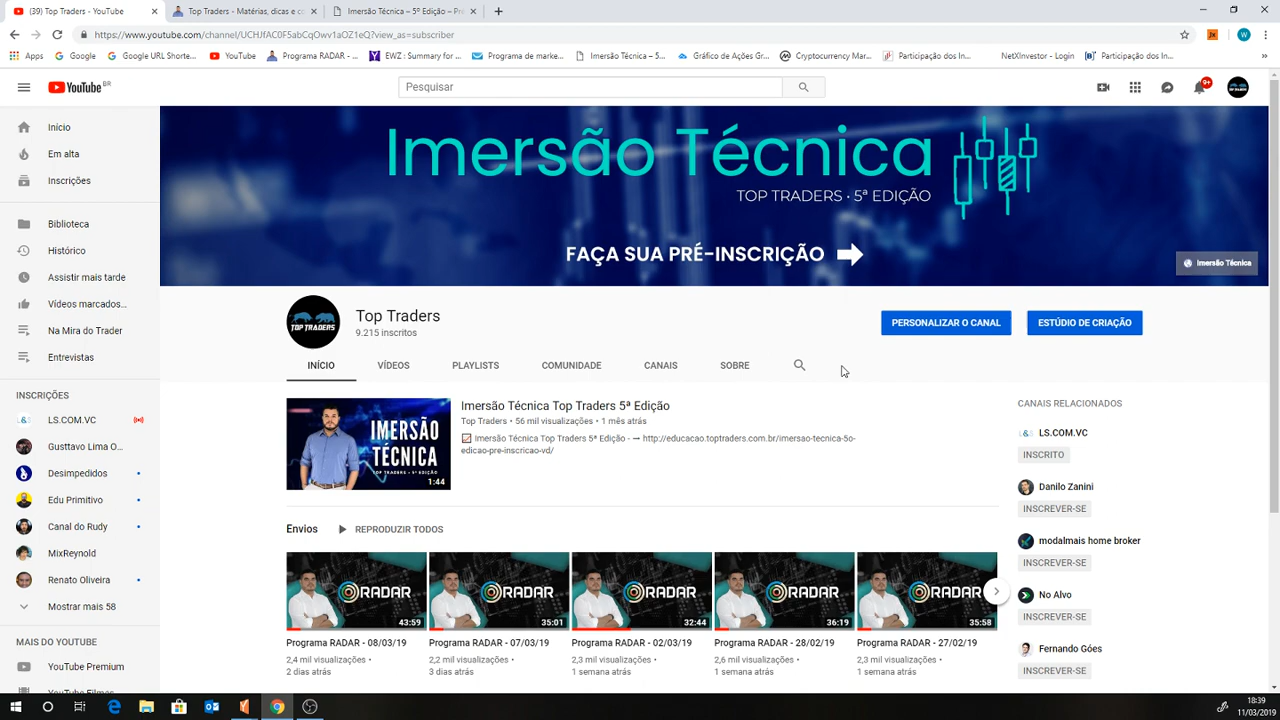 (39) Top Traders - YouTube
Top Traders - Matérias, dicas e co
Imersão Técnica – 5º Edição – Pré
https://www.youtube.com/channel/UCHJfAC0F5abCqOwv1aOZ1eQ?view_as=subscriber
Apps
Google
Google URL Shorte...
YouTube
Programa RADAR - ...
EWZ : Summary for ...
Programa de marke...
Imersão Técnica – 5...
Gráfico de Ações Gr...
Cryptocurrency Mar...
Participação dos In...
NetXInvestor - Login
Participação dos In...
YouTube BR
Pesquisar
9+
Início
Em alta
Inscrições
Biblioteca
Histórico
Assistir mais tarde
Vídeos marcados...
Na Mira do Trader
Entrevistas
INSCRIÇÕES
LS.COM.VC
Gusttavo Lima O...
Desimpedidos
Edu Primitivo
Canal do Rudy
MixReynold
Renato Oliveira
Mostrar mais 58
MAIS DO YOUTUBE
YouTube Premium
YouTube Filmes
Imersão Técnica
TOP TRADERS · 5ª EDIÇÃO
FAÇA SUA PRÉ-INSCRIÇÃO
Imersão Técnica
TOP TRADERS
Top Traders
9.215 inscritos
PERSONALIZAR O CANAL
ESTÚDIO DE CRIAÇÃO
INÍCIO
VÍDEOS
PLAYLISTS
COMUNIDADE
CANAIS
SOBRE
IMERSÃO
TÉCNICA
TOP TRADERS · 5ª EDIÇÃO
1:44
Imersão Técnica Top Traders 5ª Edição
Top Traders • 56 mil visualizações • 1 mês atrás
Imersão Técnica Top Traders 5ª Edição - → http://educacao.toptraders.com.br/imersao-tecnica-5o-
edicao-pre-inscricao-vd/
Envios
REPRODUZIR TODOS
RADAR
43:59
RADAR
35:01
RADAR
32:44
RADAR
36:19
RADAR
35:58
Programa RADAR - 08/03/19
Programa RADAR - 07/03/19
Programa RADAR - 02/03/19
Programa RADAR - 28/02/19
Programa RADAR - 27/02/19
2,4 mil visualizações •
2 dias atrás
2,2 mil visualizações •
3 dias atrás
2,3 mil visualizações •
1 semana atrás
2,6 mil visualizações •
1 semana atrás
2,3 mil visualizações •
1 semana atrás
CANAIS RELACIONADOS
LS.COM.VC
INSCRITO
Danilo Zanini
INSCREVER-SE
modalmais home broker
INSCREVER-SE
No Alvo
INSCREVER-SE
Fernando Góes
INSCREVER-SE
18:39
11/03/2019